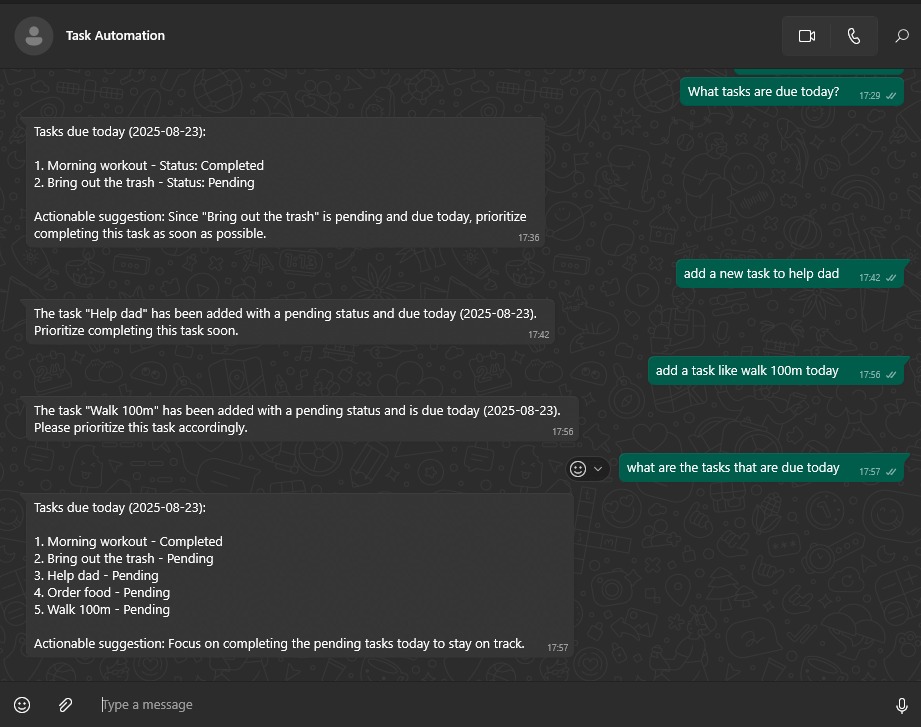 Task Automation
What tasks are due today? 17:29
Tasks due today (2025-08-23):
1. Morning workout - Status: Completed
2. Bring out the trash - Status: Pending
Actionable suggestion: Since "Bring out the trash" is pending and due today, prioritize
completing this task as soon as possible. 17:36
add a new task to help dad 17:42
The task "Help dad" has been added with a pending status and due today (2025-08-23).
Prioritize completing this task soon. 17:42
add a task like walk 100m today 17:56
The task "Walk 100m" has been added with a pending status and is due today (2025-08-23).
Please prioritize this task accordingly. 17:56
what are the tasks that are due today 17:57
Tasks due today (2025-08-23):
1. Morning workout - Completed
2. Bring out the trash - Pending
3. Help dad - Pending
4. Order food - Pending
5. Walk 100m - Pending
Actionable suggestion: Focus on completing the pending tasks today to stay on track. 17:57
Type a message